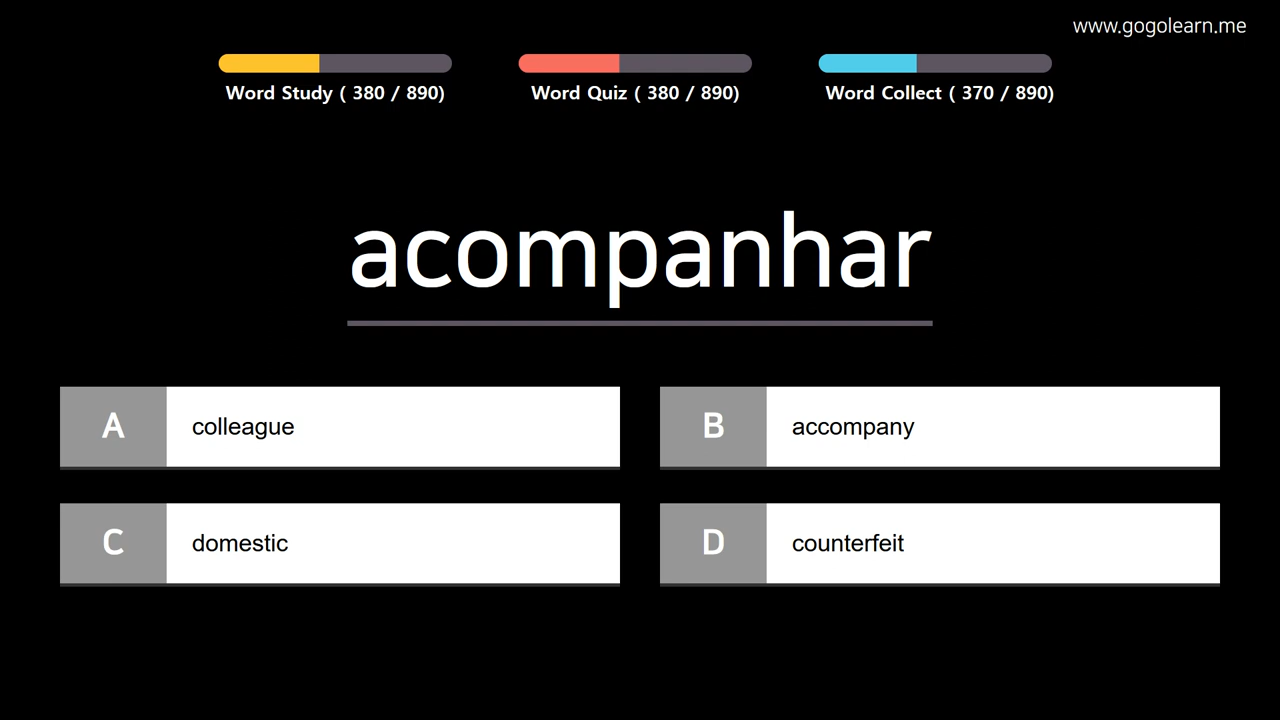 www.gogolearn.me
Word Study ( 380 / 890)
Word Quiz ( 380 / 890)
Word Collect ( 370 / 890)
acompanhar
A
colleague
B
accompany
C
domestic
D
counterfeit